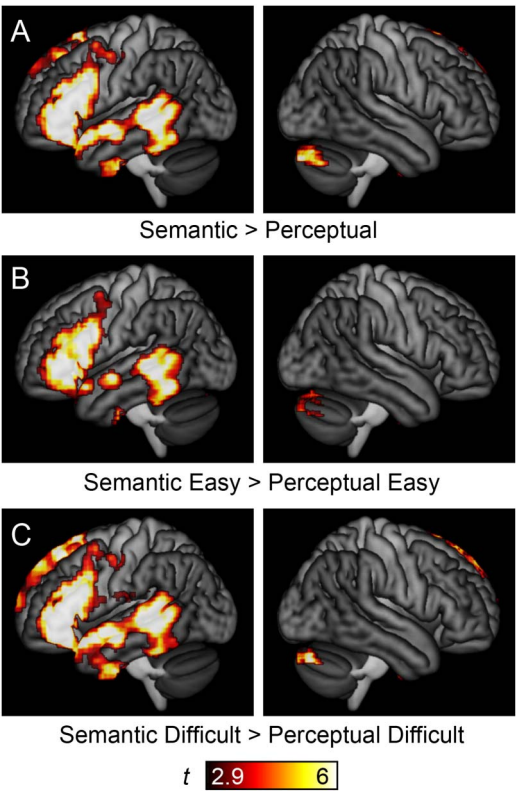 A
Semantic > Perceptual
B
Semantic Easy > Perceptual Easy
C
Semantic Difficult > Perceptual Difficult
t 2.9 6